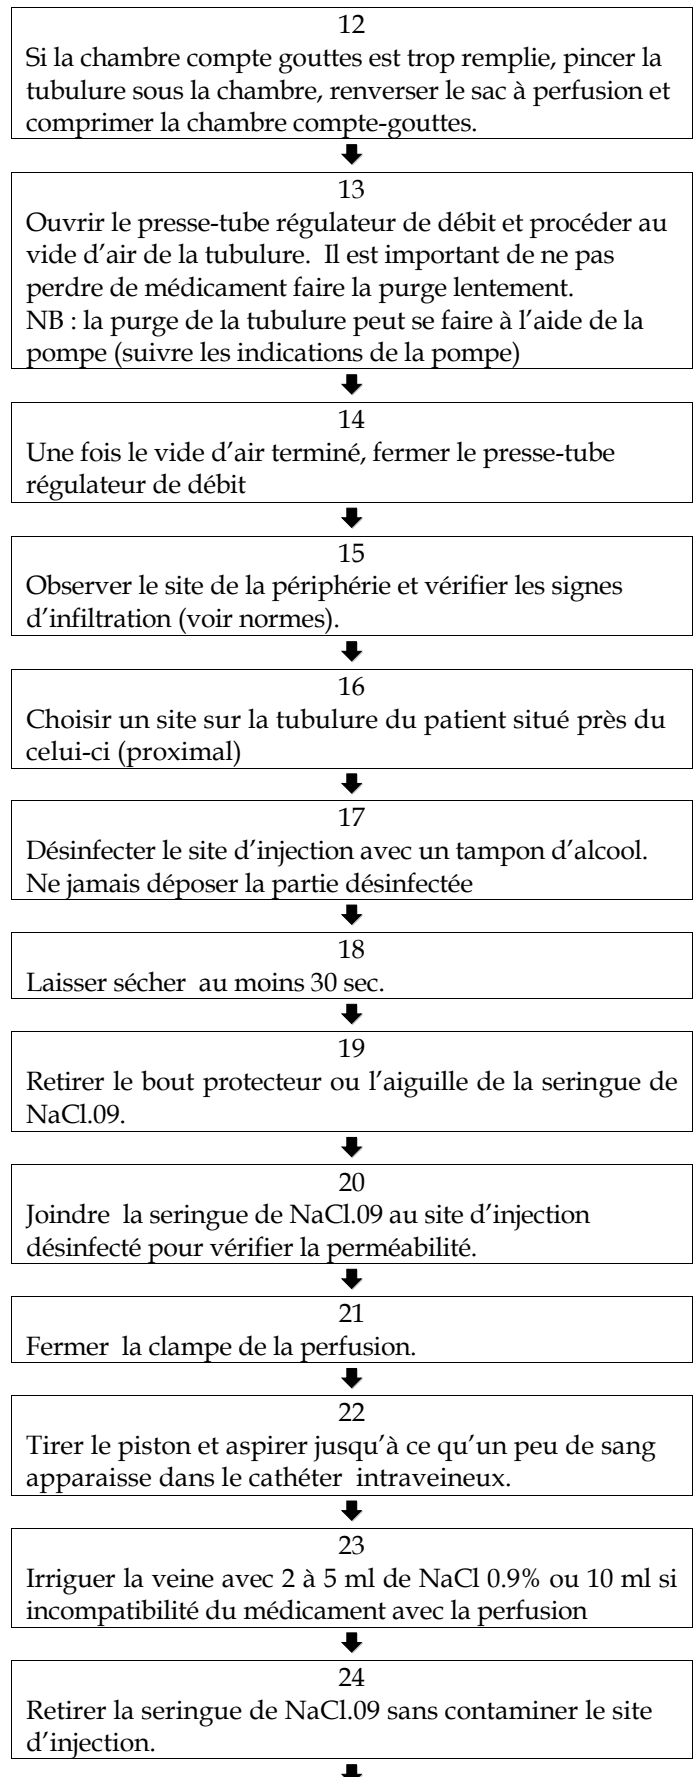 12
Si la chambre compte gouttes est trop remplie, pincer la
tubulure sous la chambre, renverser le sac à perfusion et
comprimer la chambre compte-gouttes.
13
Ouvrir le presse-tube régulateur de débit et procéder au
vide d'air de la tubulure. Il est important de ne pas
perdre de médicament faire la purge lentement.
NB : la purge de la tubulure peut se faire à l'aide de la
pompe (suivre les indications de la pompe)
14
Une fois le vide d'air terminé, fermer le presse-tube
régulateur de débit
15
Observer le site de la périphérie et vérifier les signes
d'infiltration (voir normes).
16
Choisir un site sur la tubulure du patient situé près du
celui-ci (proximal)
17
Désinfecter le site d'injection avec un tampon d'alcool.
Ne jamais déposer la partie désinfectée
18
Laisser sécher au moins 30 sec.
19
Retirer le bout protecteur ou l'aiguille de la seringue de
NaCl.09.
20
Joindre la seringue de NaCl.09 au site d'injection
désinfecté pour vérifier la perméabilité.
21
Fermer la clampe de la perfusion.
22
Tirer le piston et aspirer jusqu'à ce qu'un peu de sang
apparaisse dans le cathéter intraveineux.
23
Irriguer la veine avec 2 à 5 ml de NaCl 0.9% ou 10 ml si
incompatibilité du médicament avec la perfusion
24
Retirer la seringue de NaCl.09 sans contaminer le site
d'injection.